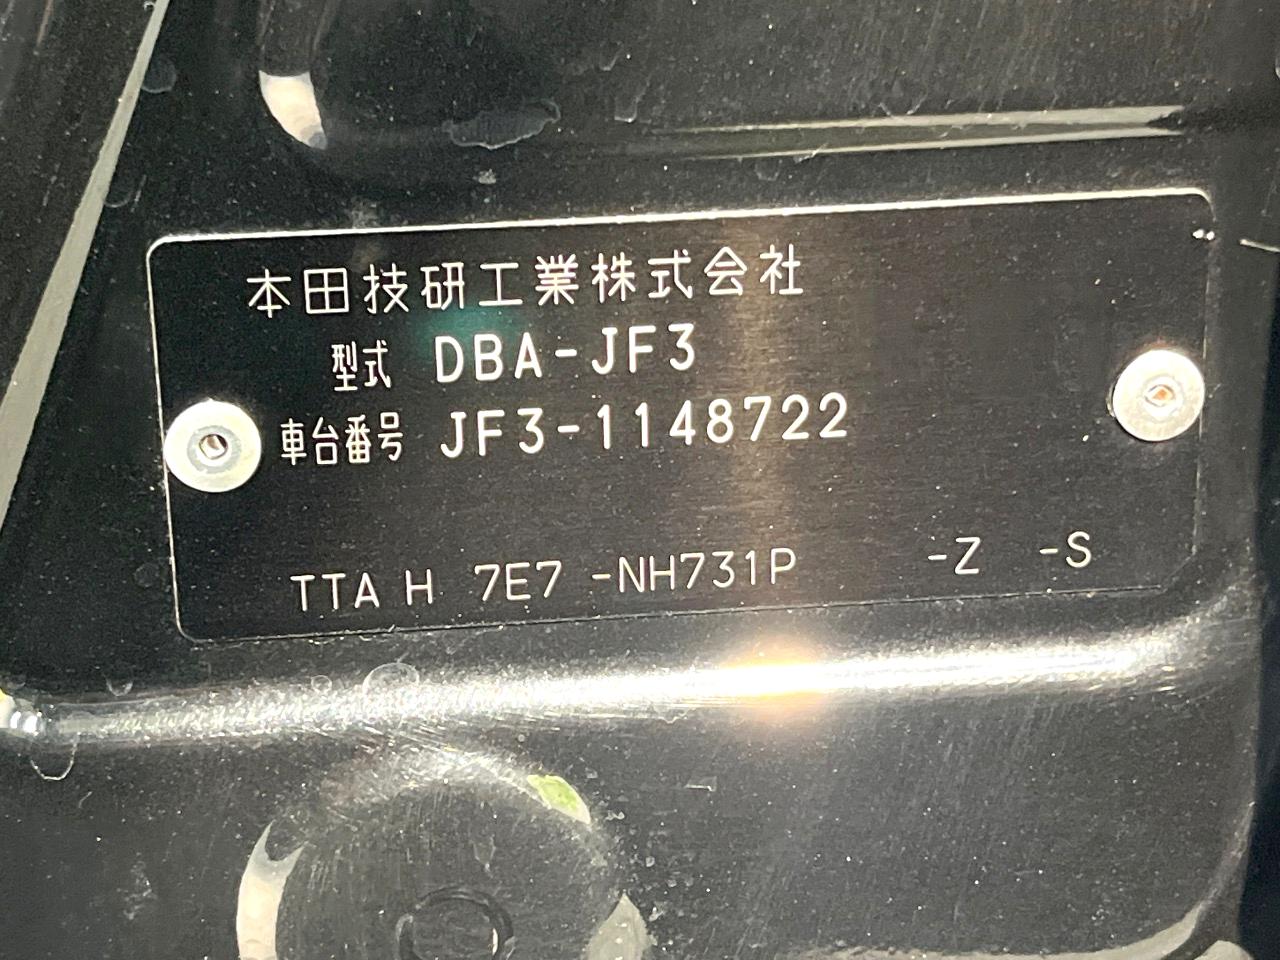 本田技研工業株式会社
型式 DBA-JF3
車台番号 JF3-1148722
TTA H 7E7 -NH731P -Z -S